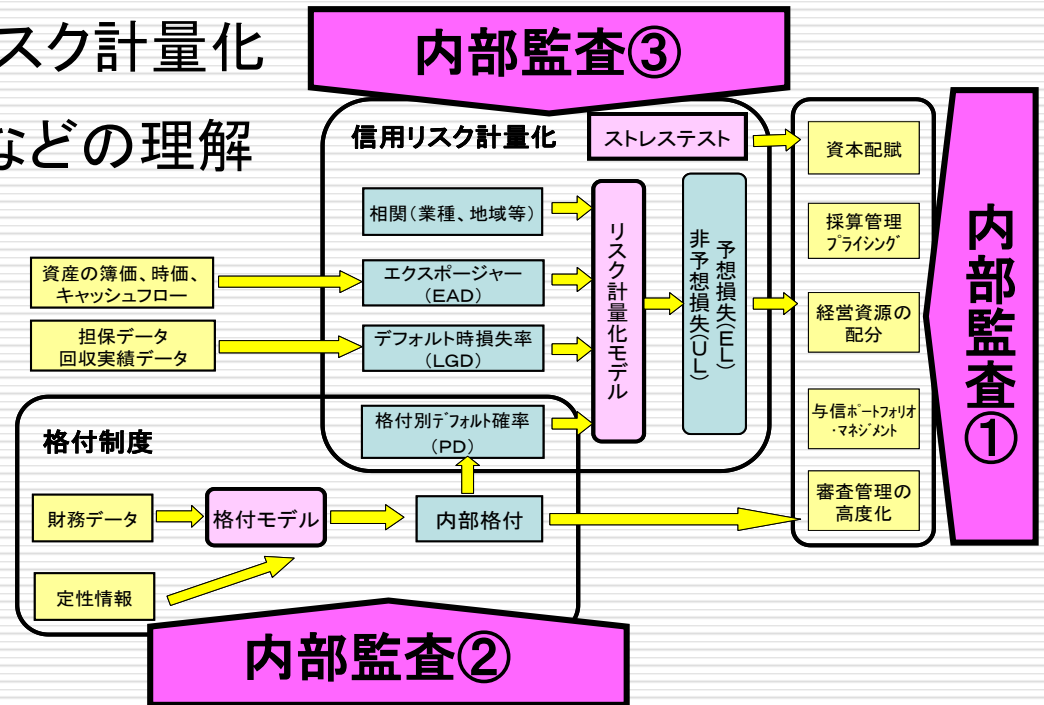 スク計量化
などの理解
内部監査③
信用リスク計量化
ストレステスト
相関(業種、地域等)
エクスポージャー
(EAD)
デフォルト時損失率
(LGD)
格付別ﾃﾞﾌｫﾙﾄ確率
(PD)
リスク計量化モデル
予想損失(EL)
非予想損失(UL)
資産の簿価、時価、
キャッシュフロー
担保データ
回収実績データ
格付制度
財務データ
格付モデル
内部格付
定性情報
内部監査②
資本配賦
採算管理
ﾌﾟﾗｲｼﾝｸﾞ
経営資源の
配分
与信ﾎﾟｰﾄﾌｫﾘｵ
･ﾏﾈｼﾞﾒﾝﾄ
審査管理の
高度化
内部監査①